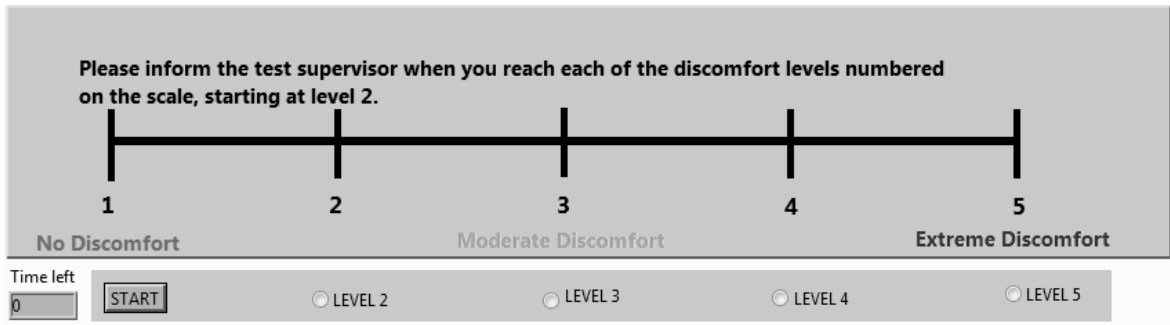 Please inform the test supervisor when you reach each of the discomfort levels numbered
on the scale, starting at level 2.
1 2 3 4 5
No Discomfort Moderate Discomfort Extreme Discomfort
Time left
0 START LEVEL 2 LEVEL 3 LEVEL 4 LEVEL 5